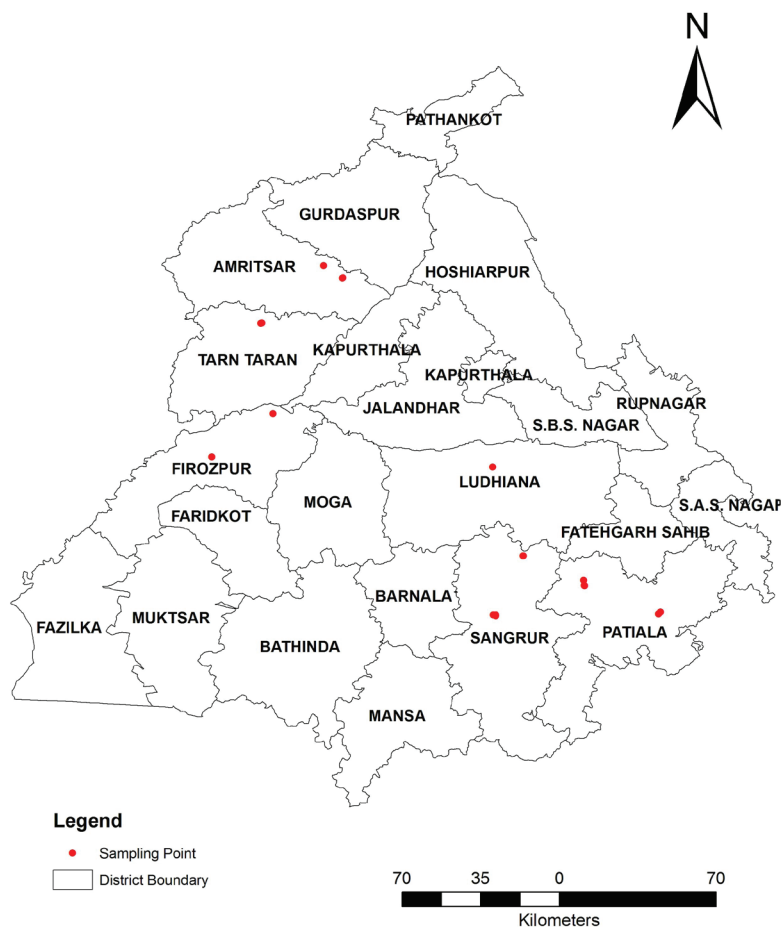 N
PATHANKOT
GURDASPUR
AMRITSAR
HOSHIARPUR
TARN TARAN
KAPURTHALA
KAPURTHALA
JALANDHAR
RUPNAGAR
S.B.S. NAGAR
FIROZPUR
LUDHIANA
MOGA
S.A.S. NAGAR
FARIDKOT
FATEHGARH SAHIB
BARNALA
FAZILKA
MUKTSAR
SANGRUR
PATIALA
BATHINDA
MANSA
Legend
Sampling Point
District Boundary
70 35 0 70
Kilometers